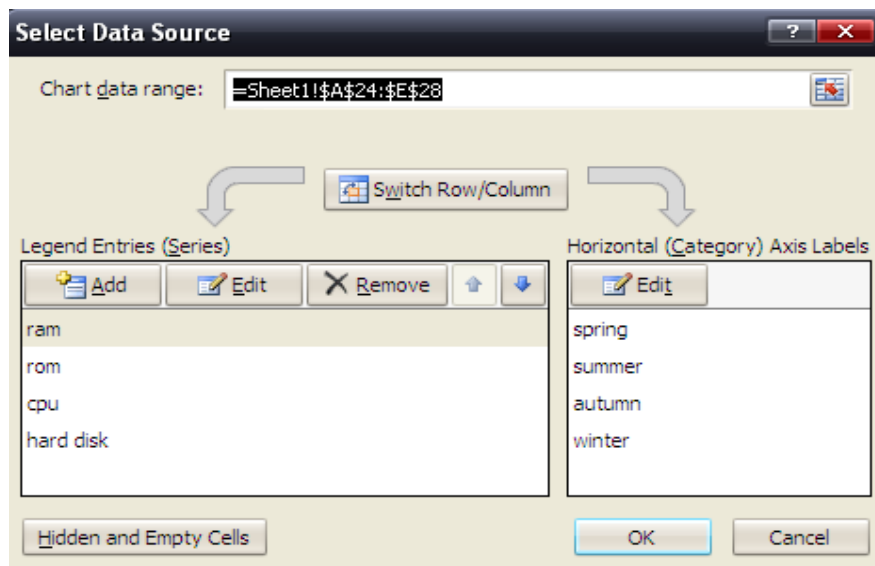 Select Data Source
Chart data range: =Sheet1!$A$24:$E$28
Switch Row/Column
Legend Entries (Series)
Add Edit Remove
ram
rom
cpu
hard disk
Horizontal (Category) Axis Labels
Edit
spring
summer
autumn
winter
Hidden and Empty Cells
OK Cancel